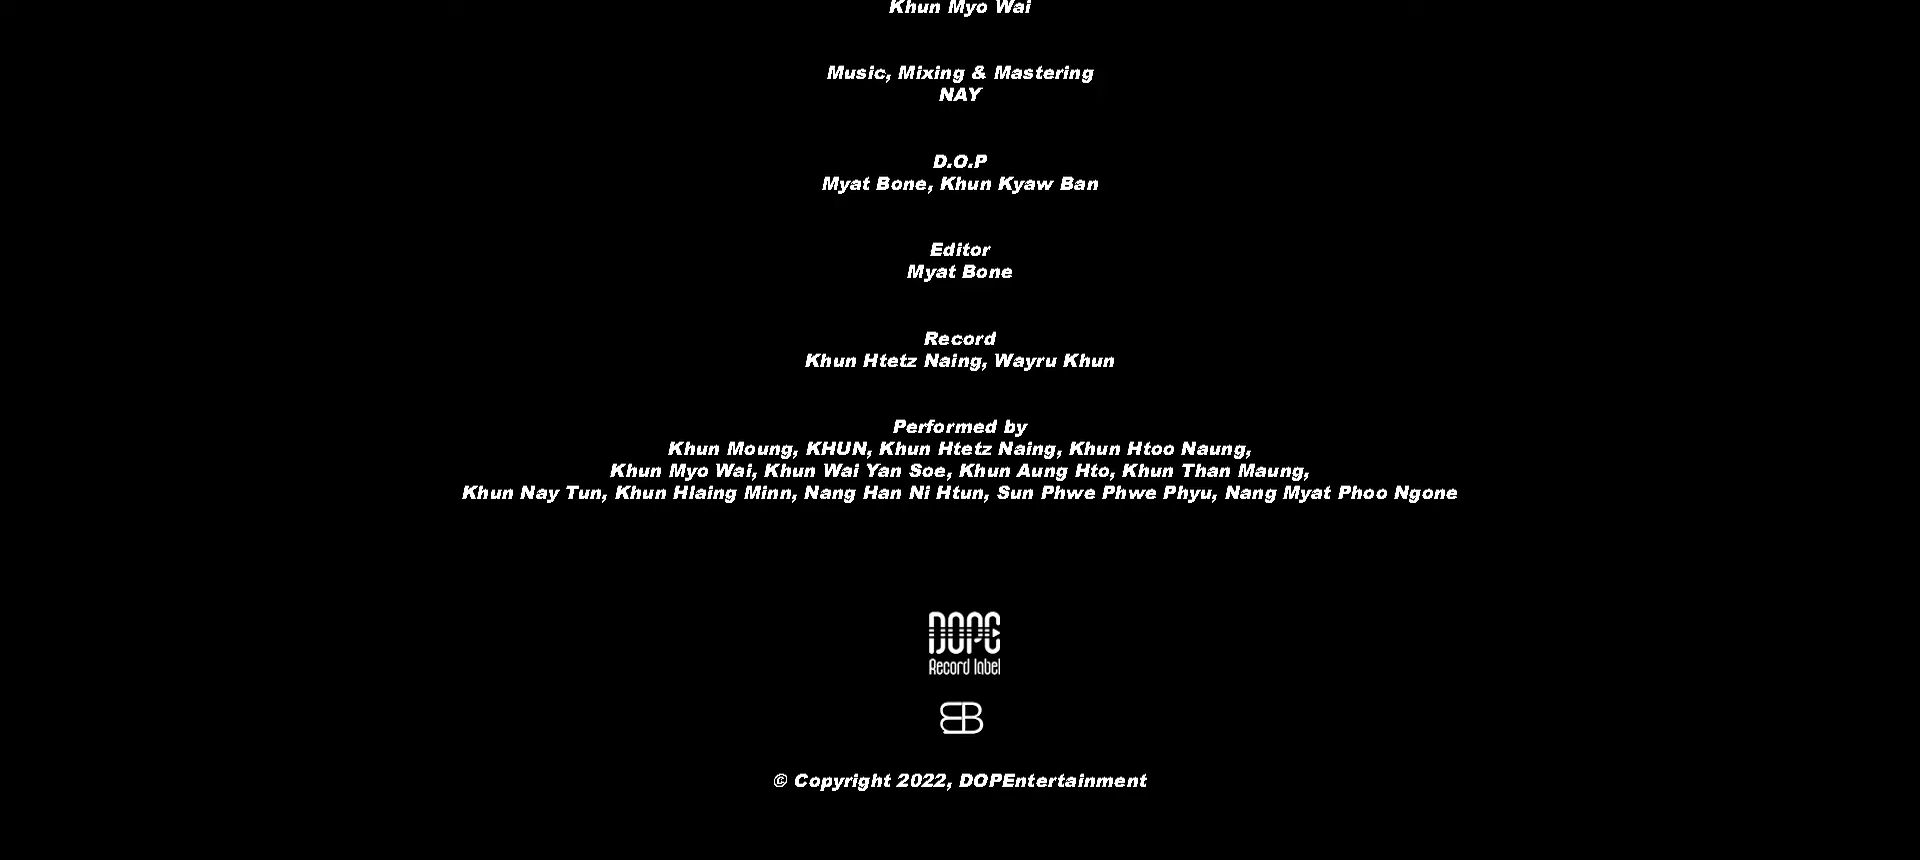 Khun Myo Wai
Music, Mixing & Mastering
NAY
D.O.P
Myat Bone, Khun Kyaw Ban
Editor
Myat Bone
Record
Khun Htetz Naing, Wayru Khun
Performed by
Khun Moung, KHUN, Khun Htetz Naing, Khun Htoo Naung,
Khun Myo Wai, Khun Wai Yan Soe, Khun Aung Hto, Khun Than Maung,
Khun Nay Tun, Khun Hlaing Minn, Nang Han Ni Htun, Sun Phwe Phwe Phyu, Nang Myat Phoo Ngone
DOPE
Record label
BB
© Copyright 2022, DOPEntertainment